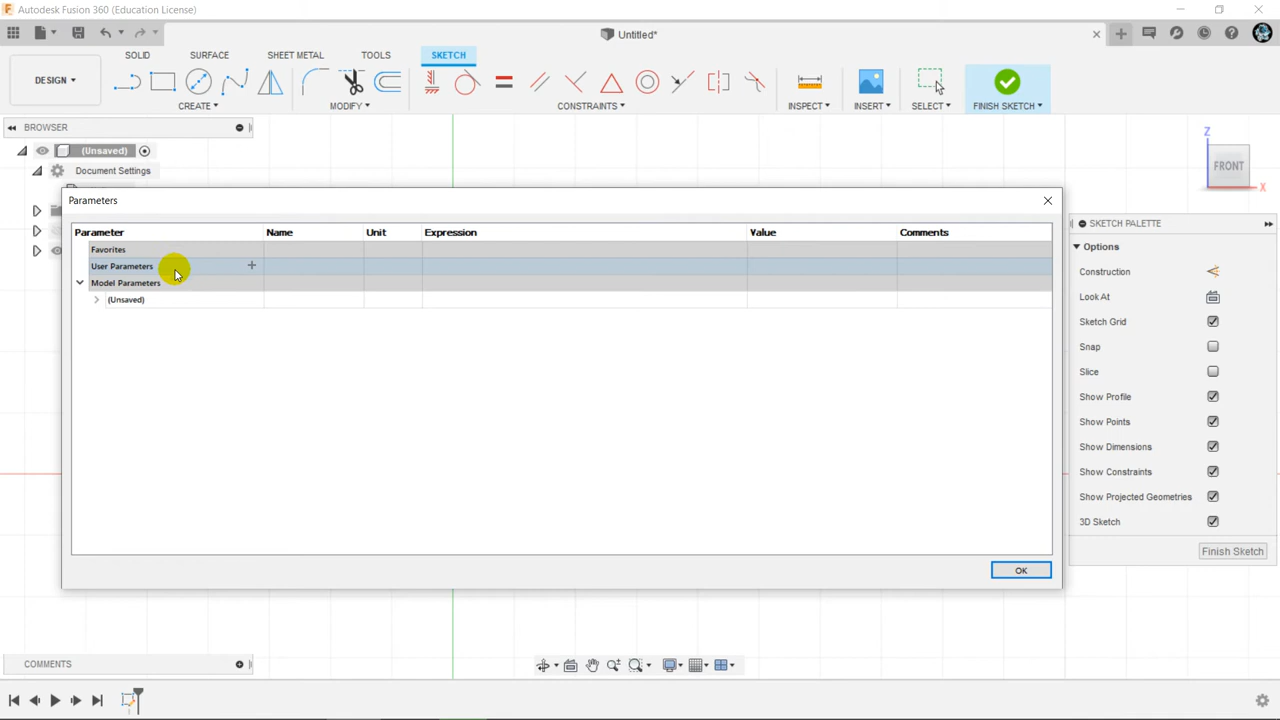 Autodesk Fusion 360 (Education License)
Untitled*
SOLID SURFACE SHEET METAL TOOLS SKETCH
DESIGN
CREATE MODIFY CONSTRAINTS INSPECT INSERT SELECT FINISH SKETCH
BROWSER
(Unsaved)
Document Settings
Z
FRONT
X
Parameters
Parameter Name Unit Expression Value Comments
Favorites
User Parameters
Model Parameters
(Unsaved)
OK
SKETCH PALETTE
Options
Construction
Look At
Sketch Grid
Snap
Slice
Show Profile
Show Points
Show Dimensions
Show Constraints
Show Projected Geometries
3D Sketch
Finish Sketch
COMMENTS